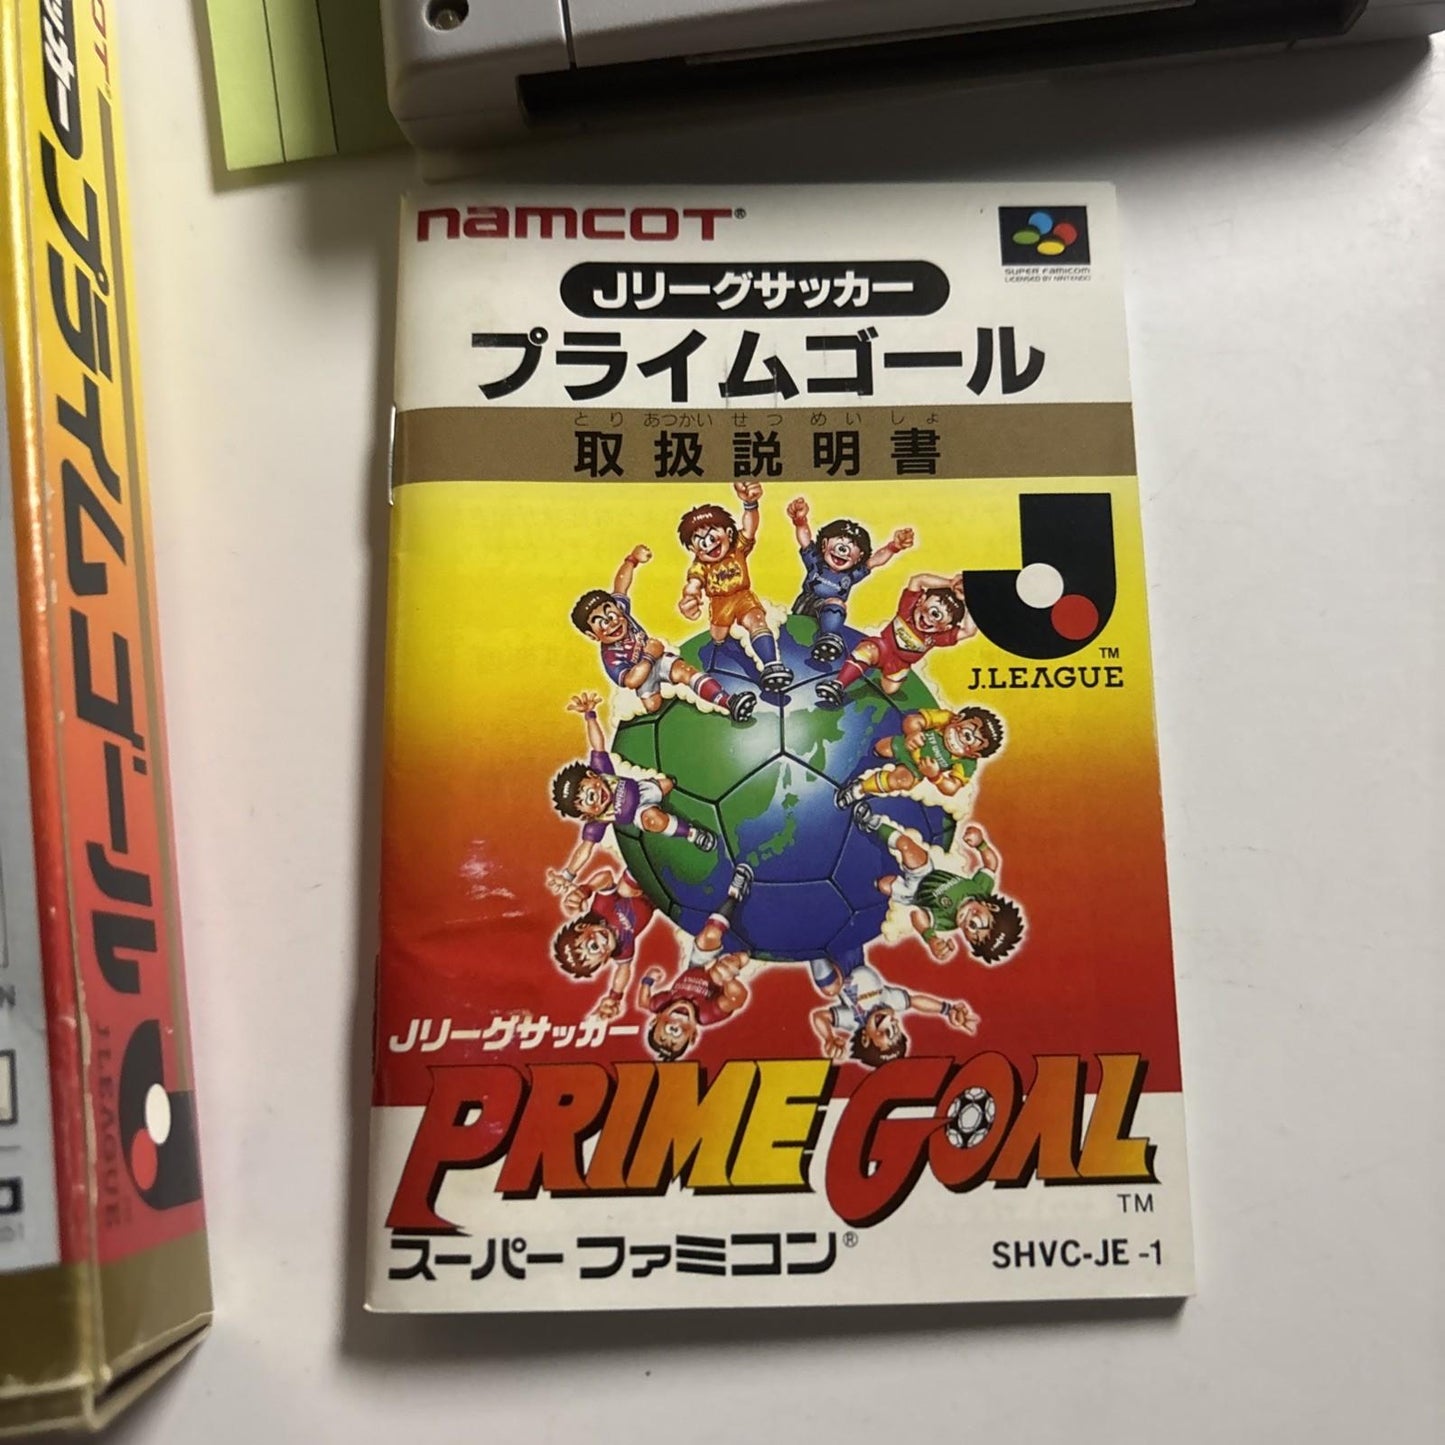 namcot®
Jリーグサッカー
プライムゴール
SUPER FAMICOM
LICENSED BY NINTENDO
とり あつかい せつ めい しょ
取扱説明書
TM
J.LEAGUE
Jリーグサッカー
PRIME GOAL
TM
スーパーファミコン®
SHVC-JE -1
プライムゴール
J.LEAGUE